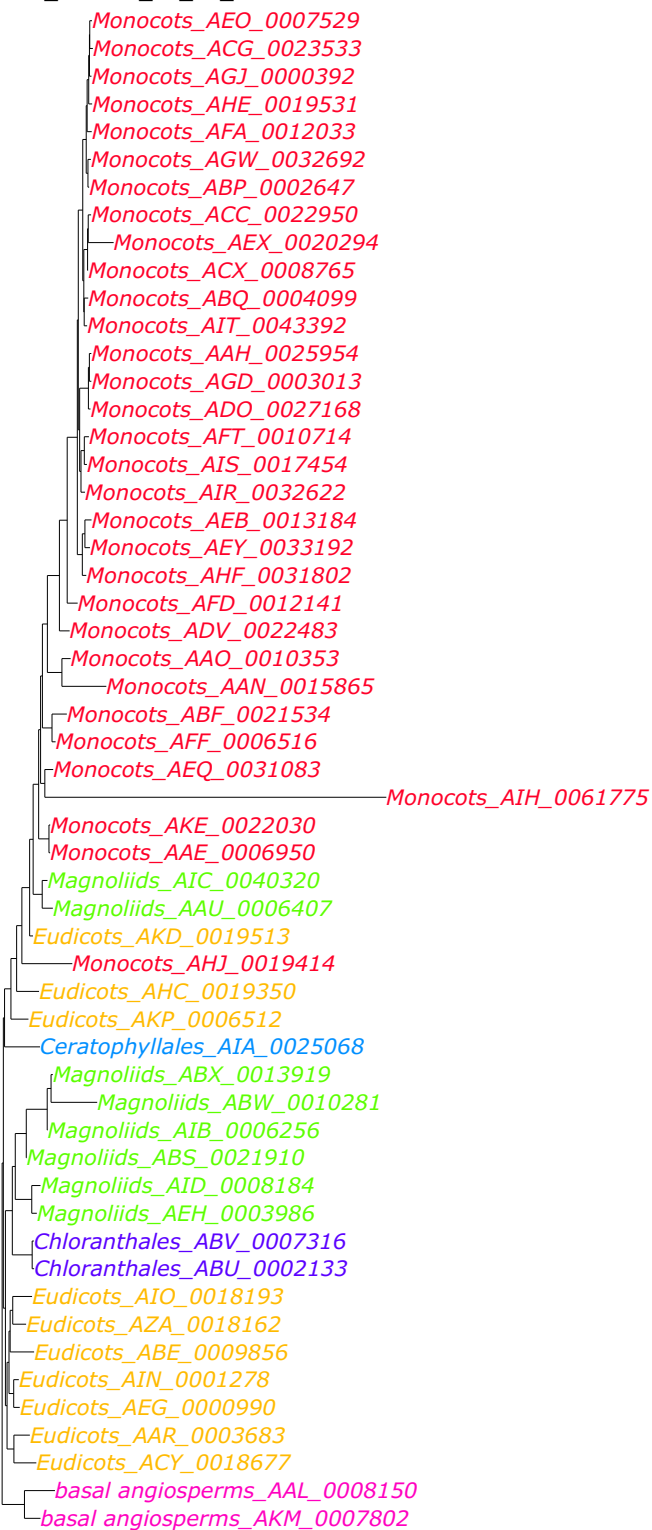 Monocots_AEO_0007529
Monocots_ACG_0023533
Monocots_AGJ_0000392
Monocots_AHE_0019531
Monocots_AFA_0012033
Monocots_AGW_0032692
Monocots_ABP_0002647
Monocots_ACC_0022950
Monocots_AEX_0020294
Monocots_ACX_0008765
Monocots_ABQ_0004099
Monocots_AIT_0043392
Monocots_AAH_0025954
Monocots_AGD_0003013
Monocots_ADO_0027168
Monocots_AFT_0010714
Monocots_AIS_0017454
Monocots_AIR_0032622
Monocots_AEB_0013184
Monocots_AEY_0033192
Monocots_AHF_0031802
Monocots_AFD_0012141
Monocots_ADV_0022483
Monocots_AAO_0010353
Monocots_AAN_0015865
Monocots_ABF_0021534
Monocots_AFF_0006516
Monocots_AEQ_0031083
Monocots_AIH_0061775
Monocots_AKE_0022030
Monocots_AAE_0006950
Magnoliids_AIC_0040320
Magnoliids_AAU_0006407
Eudicots_AKD_0019513
Monocots_AHJ_0019414
Eudicots_AHC_0019350
Eudicots_AKP_0006512
Ceratophyllales_AIA_0025068
Magnoliids_ABX_0013919
Magnoliids_ABW_0010281
Magnoliids_AIB_0006256
Magnoliids_ABS_0021910
Magnoliids_AID_0008184
Magnoliids_AEH_0003986
Chloranthales_ABV_0007316
Chloranthales_ABU_0002133
Eudicots_AIO_0018193
Eudicots_AZA_0018162
Eudicots_ABE_0009856
Eudicots_AIN_0001278
Eudicots_AEG_0000990
Eudicots_AAR_0003683
Eudicots_ACY_0018677
basal angiosperms_AAL_0008150
basal angiosperms_AKM_0007802